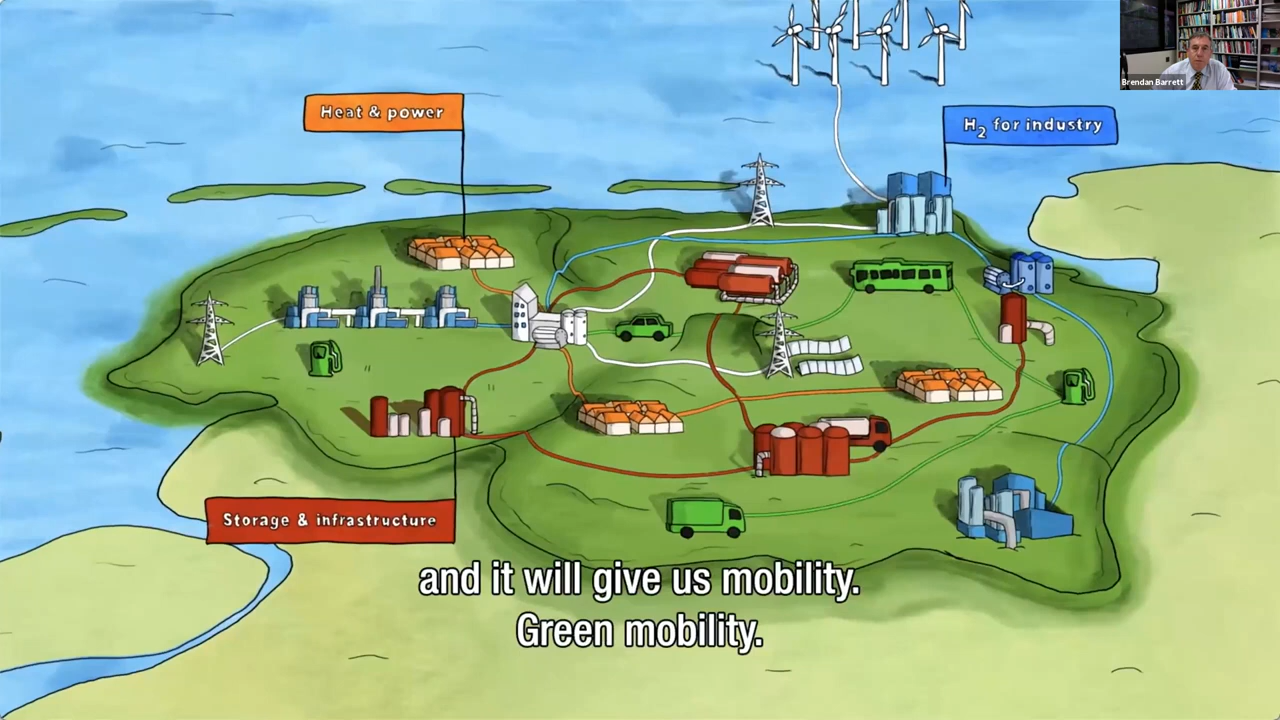 Brendan Barrett
Heat & power
H₂ for industry
Storage & infrastructure
and it will give us mobility.
Green mobility.